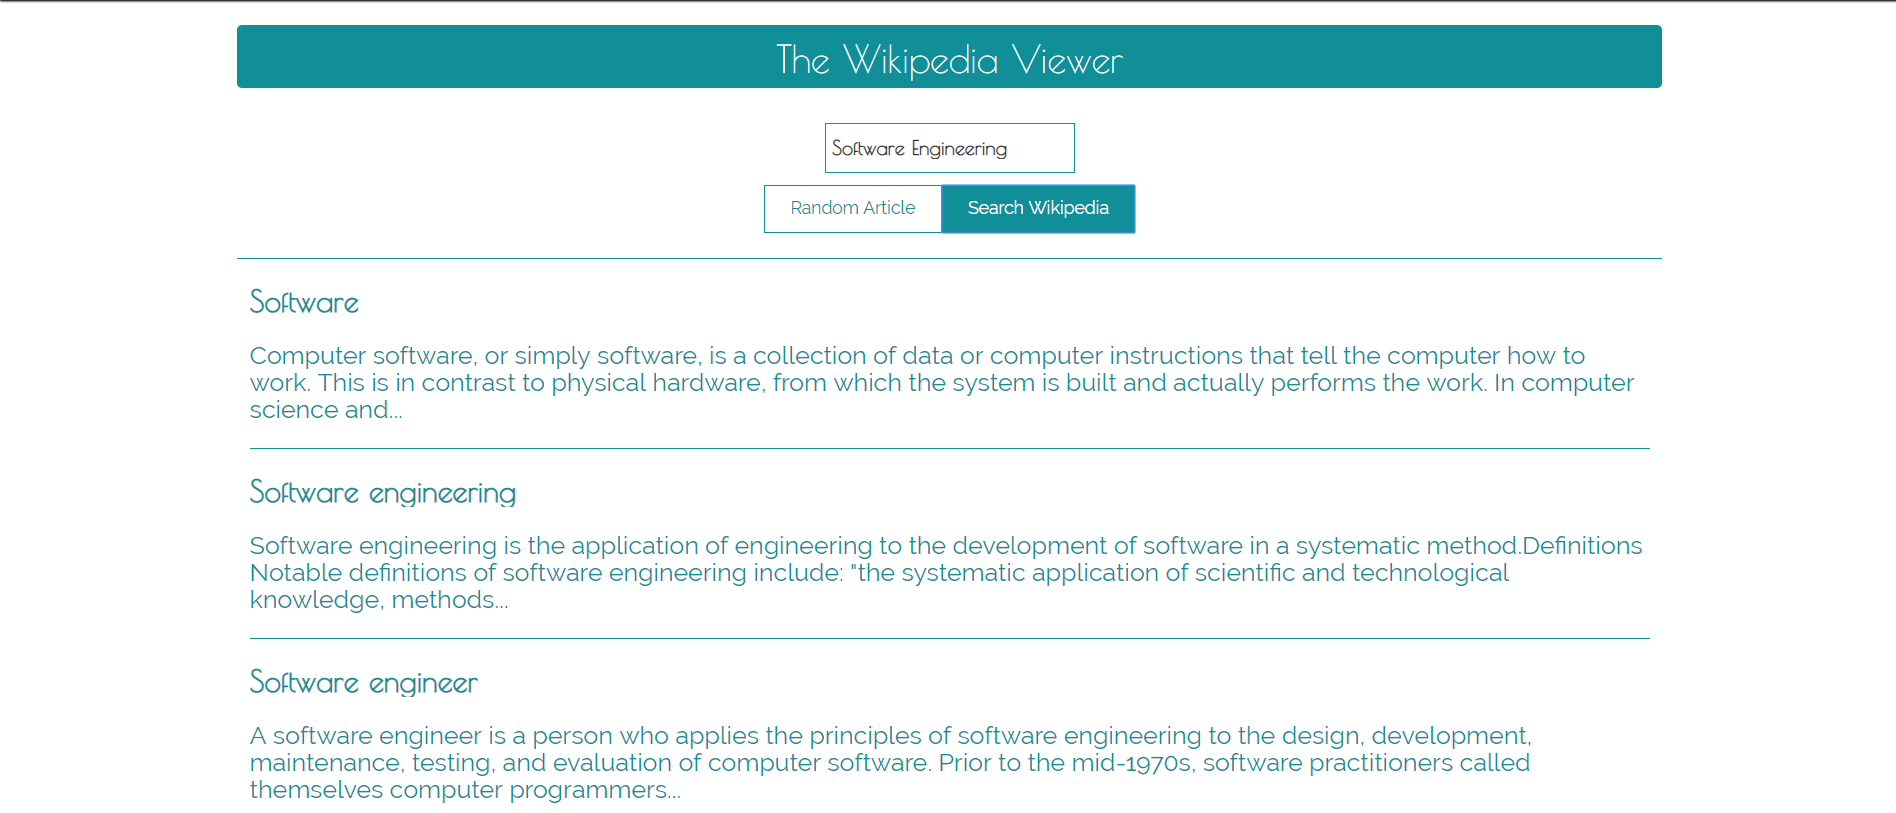 The Wikipedia Viewer
Software Engineering
Random Article
Search Wikipedia
Software
Computer software, or simply software, is a collection of data or computer instructions that tell the computer how to
work. This is in contrast to physical hardware, from which the system is built and actually performs the work. In computer
science and...
Software engineering
Software engineering is the application of engineering to the development of software in a systematic method.Definitions
Notable definitions of software engineering include: "the systematic application of scientific and technological
knowledge, methods...
Software engineer
A software engineer is a person who applies the principles of software engineering to the design, development,
maintenance, testing, and evaluation of computer software. Prior to the mid-1970s, software practitioners called
themselves computer programmers...